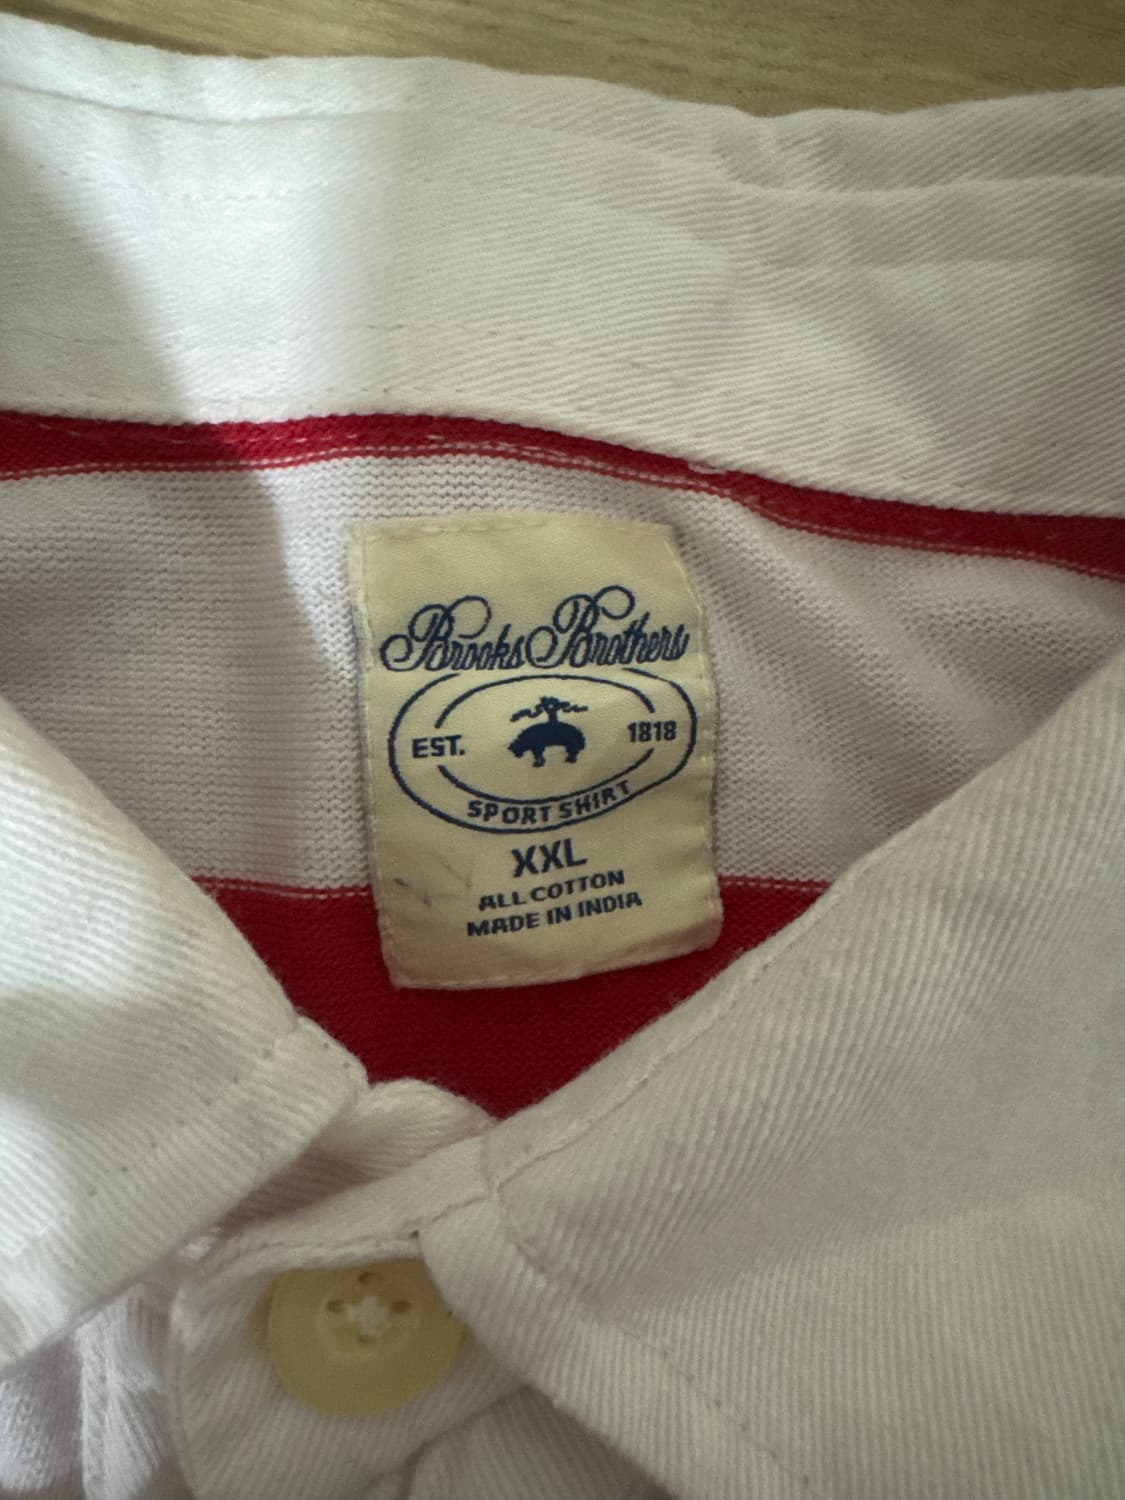 Brooks Brothers
EST. 1818
SPORT SHIRT
XXL
ALL COTTON
MADE IN INDIA